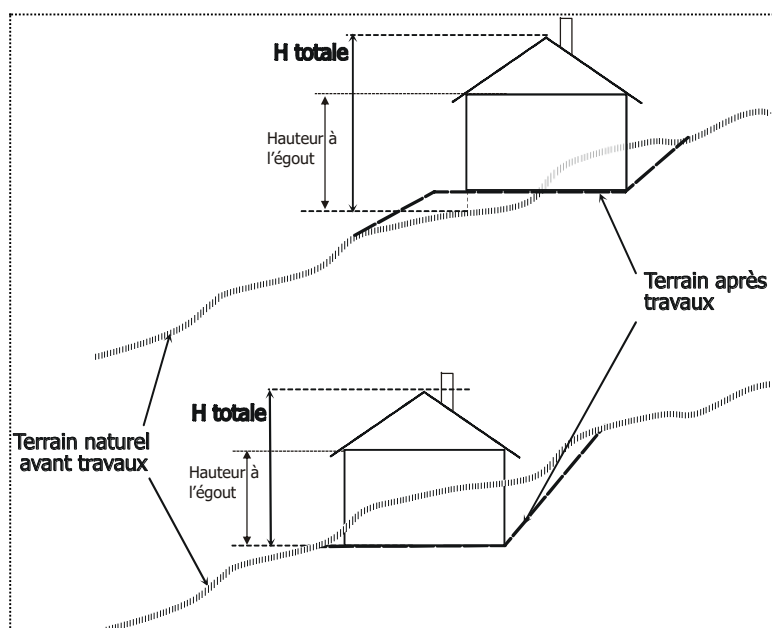 H totale
Hauteur à
l'égout
Terrain après
travaux
H totale
Terrain naturel
avant travaux
Hauteur à
l'égout